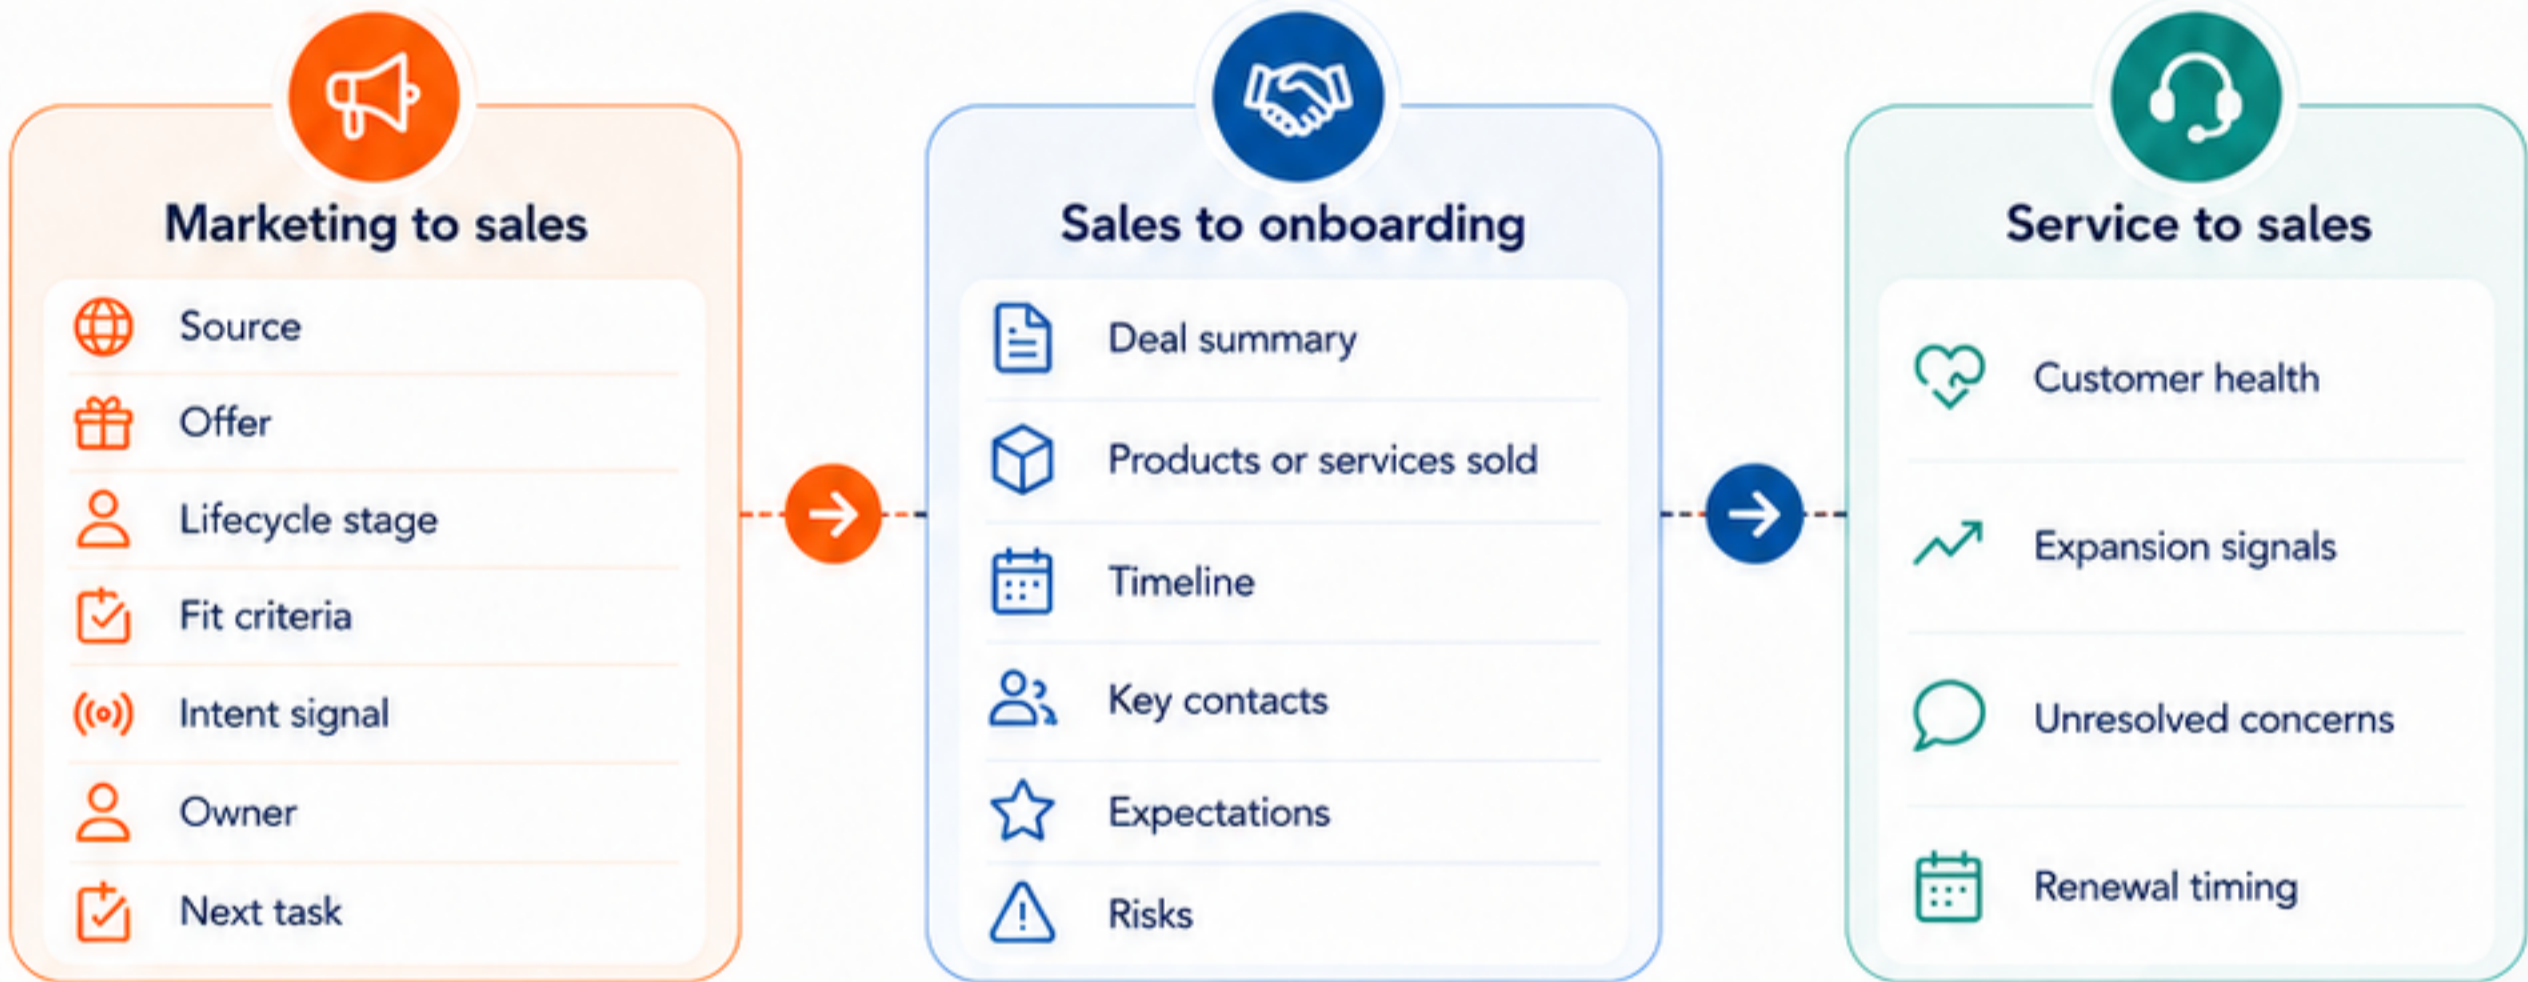 Marketing to sales
Source
Offer
Lifecycle stage
Fit criteria
Intent signal
Owner
Next task
Sales to onboarding
Deal summary
Products or services sold
Timeline
Key contacts
Expectations
Risks
Service to sales
Customer health
Expansion signals
Unresolved concerns
Renewal timing